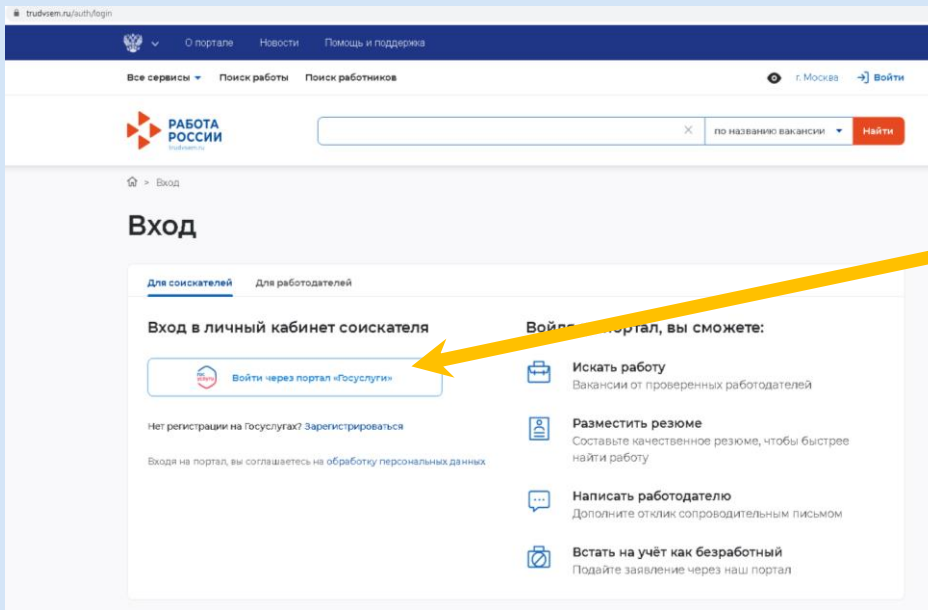 trudvsem.ru/auth/login
О портале Новости Помощь и поддержка
Все сервисы Поиск работы Поиск работников г. Москва Войти
РАБОТА
РОССИИ
trudvsem.ru
по названию вакансии Найти
> Вход
Вход
Для соискателей Для работодателей
Вход в личный кабинет соискателя
Войти через портал «Госуслуги»
Нет регистрации на Госуслугах? Зарегистрироваться
Входя на портал, вы соглашаетесь на обработку персональных данных
портал, вы сможете:
Искать работу
Вакансии от проверенных работодателей
Разместить резюме
Составьте качественное резюме, чтобы быстрее
найти работу
Написать работодателю
Дополните отклик сопроводительным письмом
Встать на учёт как безработный
Подайте заявление через наш портал